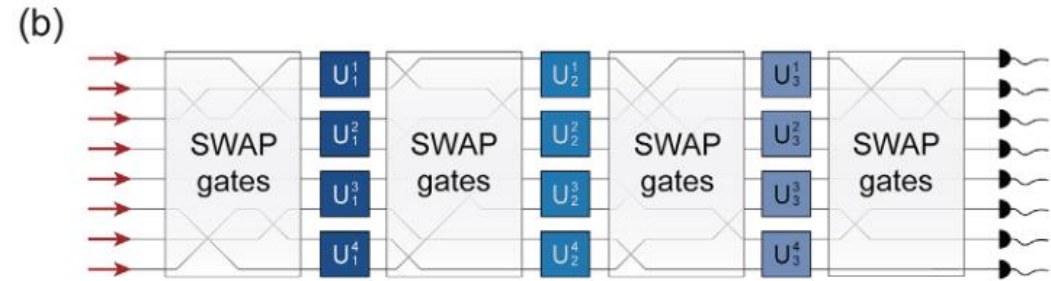 (b)
SWAP gates
U₁¹
U₁²
U₁³
U₁⁴
SWAP gates
U₂¹
U₂²
U₂³
U₂⁴
SWAP gates
U₃¹
U₃²
U₃³
U₃⁴
SWAP gates